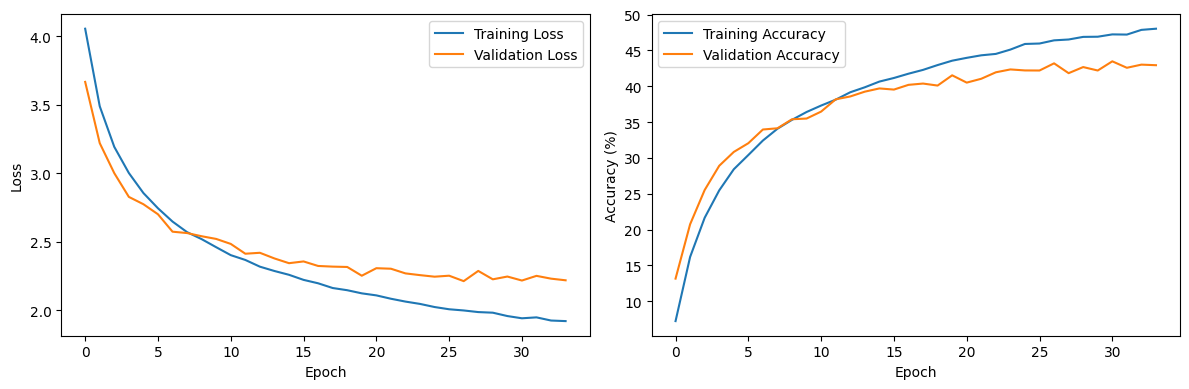 Training Loss
Validation Loss
4.0
3.5
3.0
2.5
2.0
Loss
0 5 10 15 20 25 30
Epoch
Training Accuracy
Validation Accuracy
50
45
40
35
30
25
20
15
10
Accuracy (%)
0 5 10 15 20 25 30
Epoch